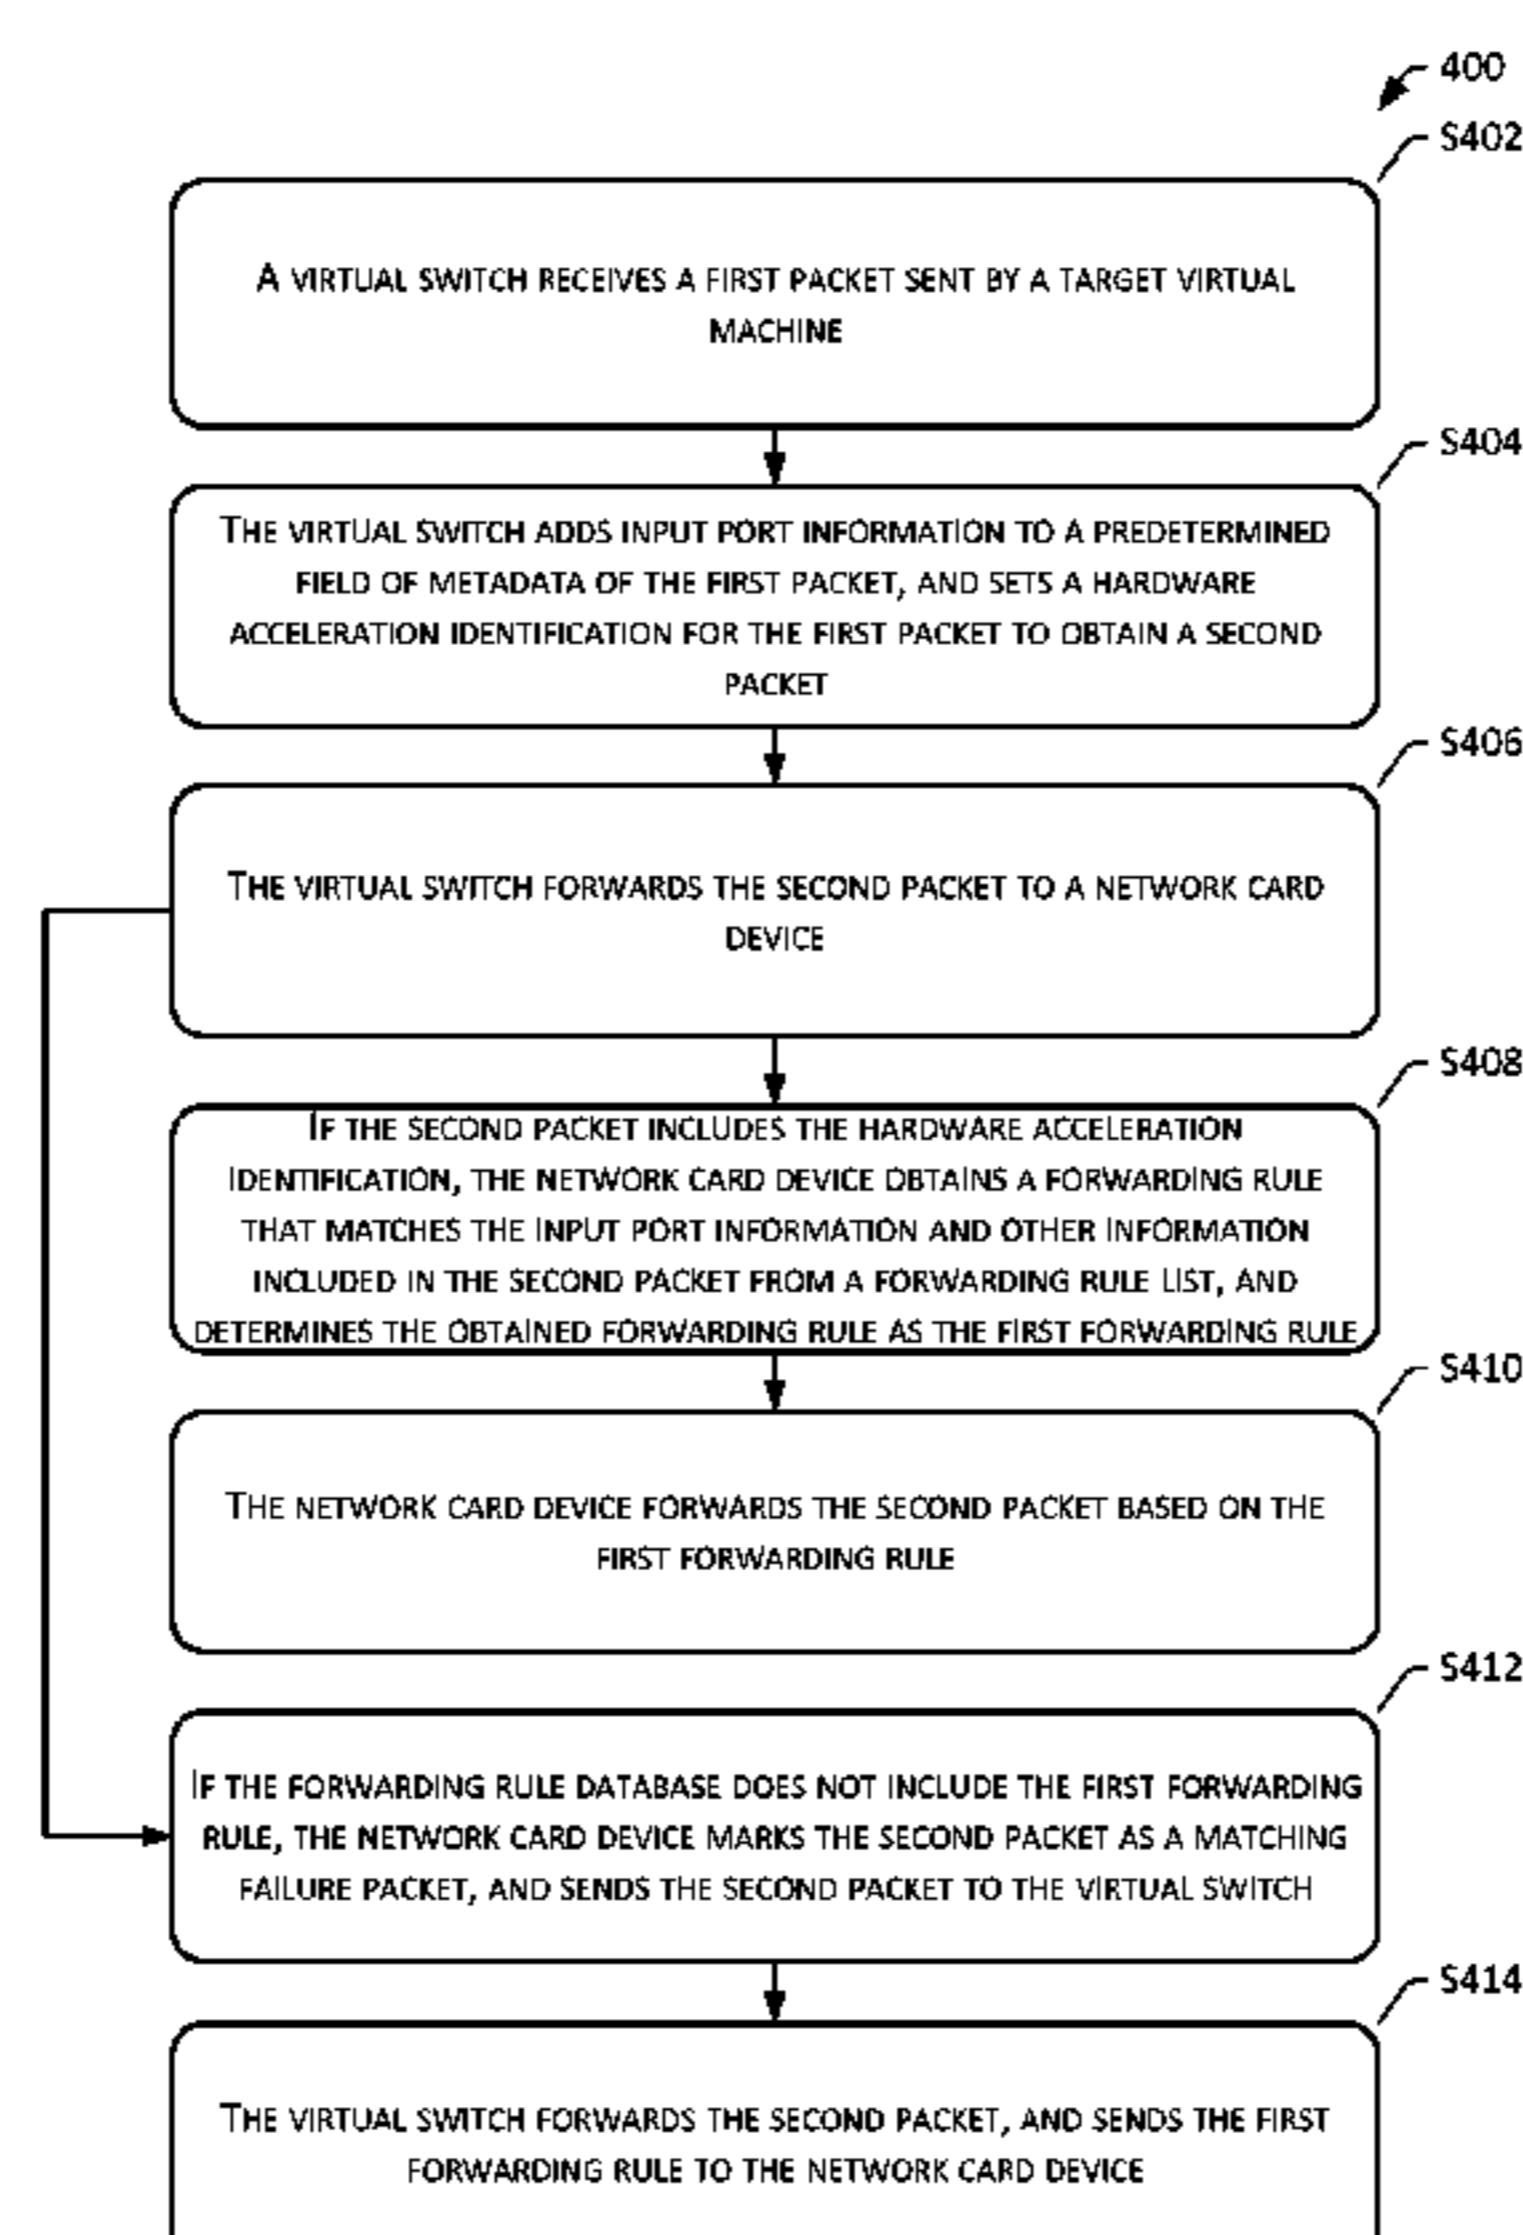 400
S402
A VIRTUAL SWITCH RECEIVES A FIRST PACKET SENT BY A TARGET VIRTUAL
MACHINE
S404
THE VIRTUAL SWITCH ADDS INPUT PORT INFORMATION TO A PREDETERMINED
FIELD OF METADATA OF THE FIRST PACKET, AND SETS A HARDWARE
ACCELERATION IDENTIFICATION FOR THE FIRST PACKET TO OBTAIN A SECOND
PACKET
S406
THE VIRTUAL SWITCH FORWARDS THE SECOND PACKET TO A NETWORK CARD
DEVICE
S408
IF THE SECOND PACKET INCLUDES THE HARDWARE ACCELERATION
IDENTIFICATION, THE NETWORK CARD DEVICE OBTAINS A FORWARDING RULE
THAT MATCHES THE INPUT PORT INFORMATION AND OTHER INFORMATION
INCLUDED IN THE SECOND PACKET FROM A FORWARDING RULE LIST, AND
DETERMINES THE OBTAINED FORWARDING RULE AS THE FIRST FORWARDING RULE
S410
THE NETWORK CARD DEVICE FORWARDS THE SECOND PACKET BASED ON THE
FIRST FORWARDING RULE
S412
IF THE FORWARDING RULE DATABASE DOES NOT INCLUDE THE FIRST FORWARDING
RULE, THE NETWORK CARD DEVICE MARKS THE SECOND PACKET AS A MATCHING
FAILURE PACKET, AND SENDS THE SECOND PACKET TO THE VIRTUAL SWITCH
S414
THE VIRTUAL SWITCH FORWARDS THE SECOND PACKET, AND SENDS THE FIRST
FORWARDING RULE TO THE NETWORK CARD DEVICE